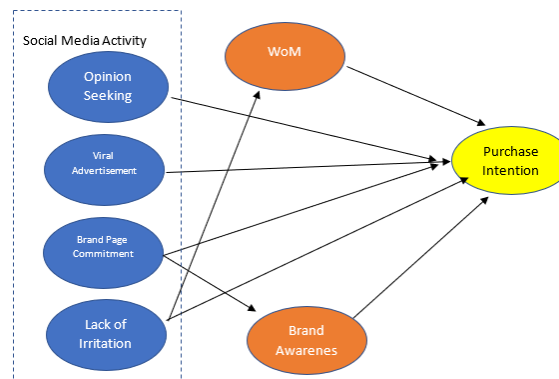 Social Media Activity
WoM
Opinion
Seeking
Viral
Advertisement
Purchase
Intention
Brand Page
Commitment
Lack of
Irritation
Brand
Awarenes